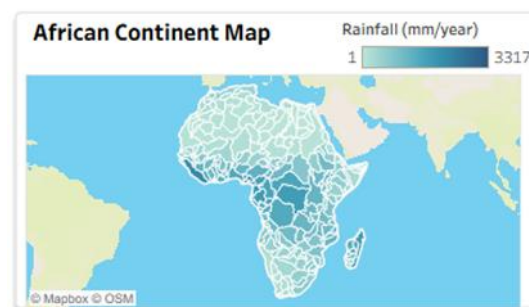 African Continent Map
Rainfall (mm/year)
1 3317
© Mapbox © OSM